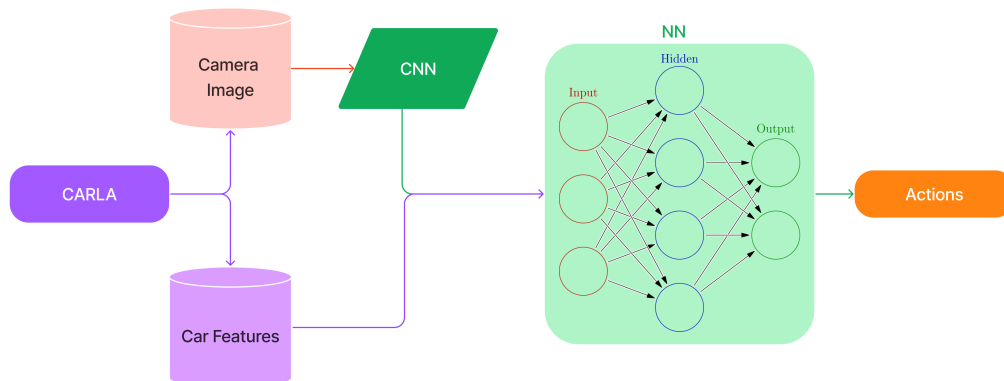 CARLA
Camera
Image
Car Features
CNN
NN
Input
Hidden
Output
Actions